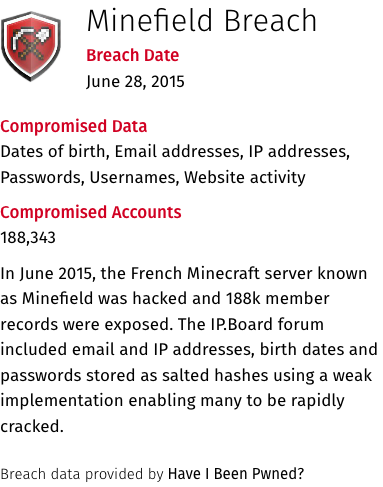 Minefield Breach
Breach Date
June 28, 2015
Compromised Data
Dates of birth, Email addresses, IP addresses,
Passwords, Usernames, Website activity
Compromised Accounts
188,343
In June 2015, the French Minecraft server known
as Minefield was hacked and 188k member
records were exposed. The IP.Board forum
included email and IP addresses, birth dates and
passwords stored as salted hashes using a weak
implementation enabling many to be rapidly
cracked.
Breach data provided by Have I Been Pwned?